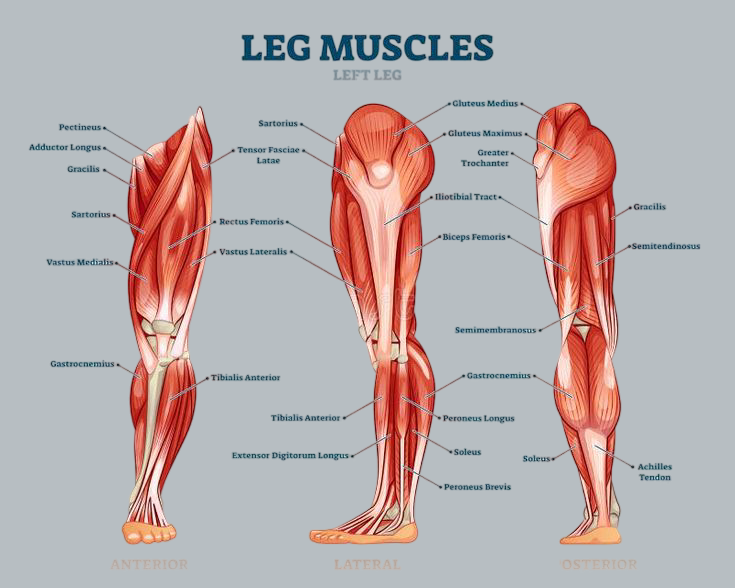 LEG MUSCLES
LEFT LEG
Pectineus
Adductor Longus
Gracilis
Sartorius
Vastus Medialis
Gastrocnemius
Tibialis Anterior
ANTERIOR
Sartorius
Tensor Fasciae
Latae
Rectus Femoris
Vastus Lateralis
Tibialis Anterior
Extensor Digitorum Longus
Gluteus Medius
Gluteus Maximus
Greater
Trochanter
Iliotibial Tract
Biceps Femoris
Semimembranosus
Gastrocnemius
Peroneus Longus
Soleus
Peroneus Brevis
LATERAL
Gracilis
Semitendinosus
Soleus
Achilles
Tendon
OSTERIOR